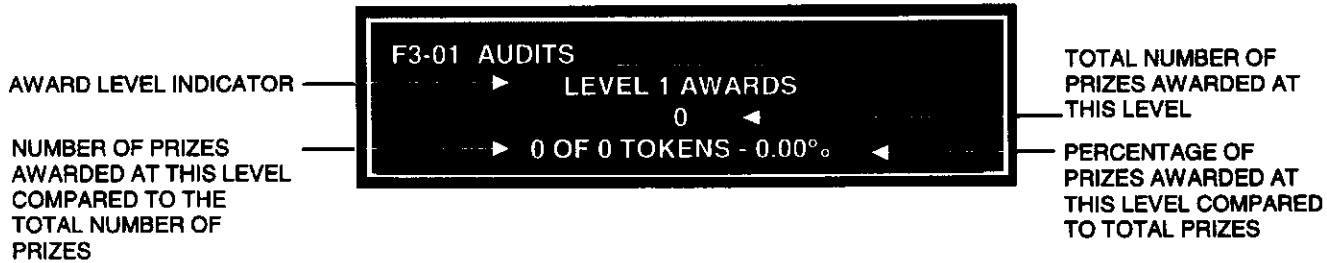 F3-01 AUDITS
AWARD LEVEL INDICATOR
LEVEL 1 AWARDS
0
TOTAL NUMBER OF
PRIZES AWARDED AT
THIS LEVEL
NUMBER OF PRIZES
AWARDED AT THIS LEVEL
COMPARED TO THE
TOTAL NUMBER OF
PRIZES
0 OF 0 TOKENS - 0.00%
PERCENTAGE OF
PRIZES AWARDED AT
THIS LEVEL COMPARED
TO TOTAL PRIZES